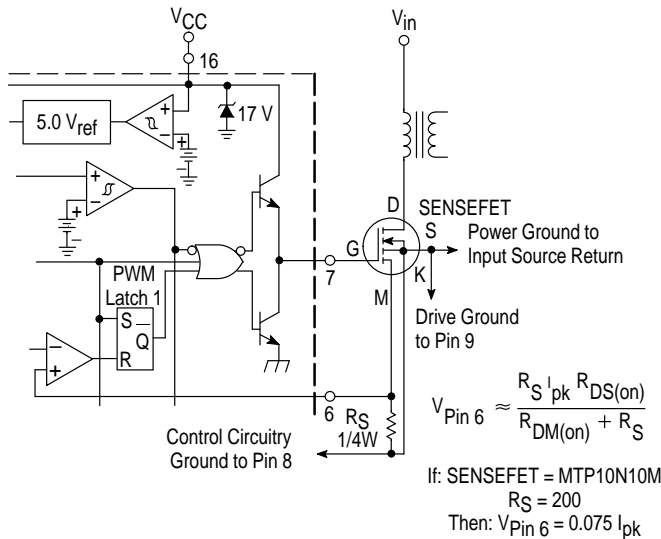 VCC
Vin
16
5.0 Vref
+
−
+
−
17 V
+
−
+
−
D
SENSEFET
S
Power Ground to
Input Source Return
G
K
7
M
PWM
Latch 1
S
Q
R
Drive Ground
to Pin 9
−
+
6
RS
1/4W
Control Circuitry
Ground to Pin 8
VPin 6 ≈ RS Ipk RDS(on) / RDM(on) + RS
If: SENSEFET = MTP10N10M
RS = 200
Then: VPin 6 = 0.075 Ipk